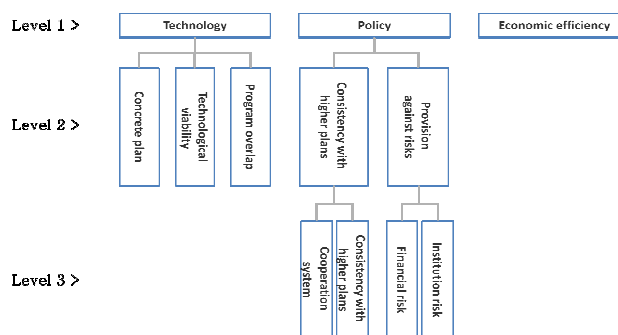 Level 1 >
Technology
Policy
Economic efficiency
Level 2 >
Concrete plan
Technological
viability
Program overlap
Consistency with
higher plans
Provision
against risks
Level 3 >
Cooperation
system
Consistency with
higher plans
Financial risk
Institution risk